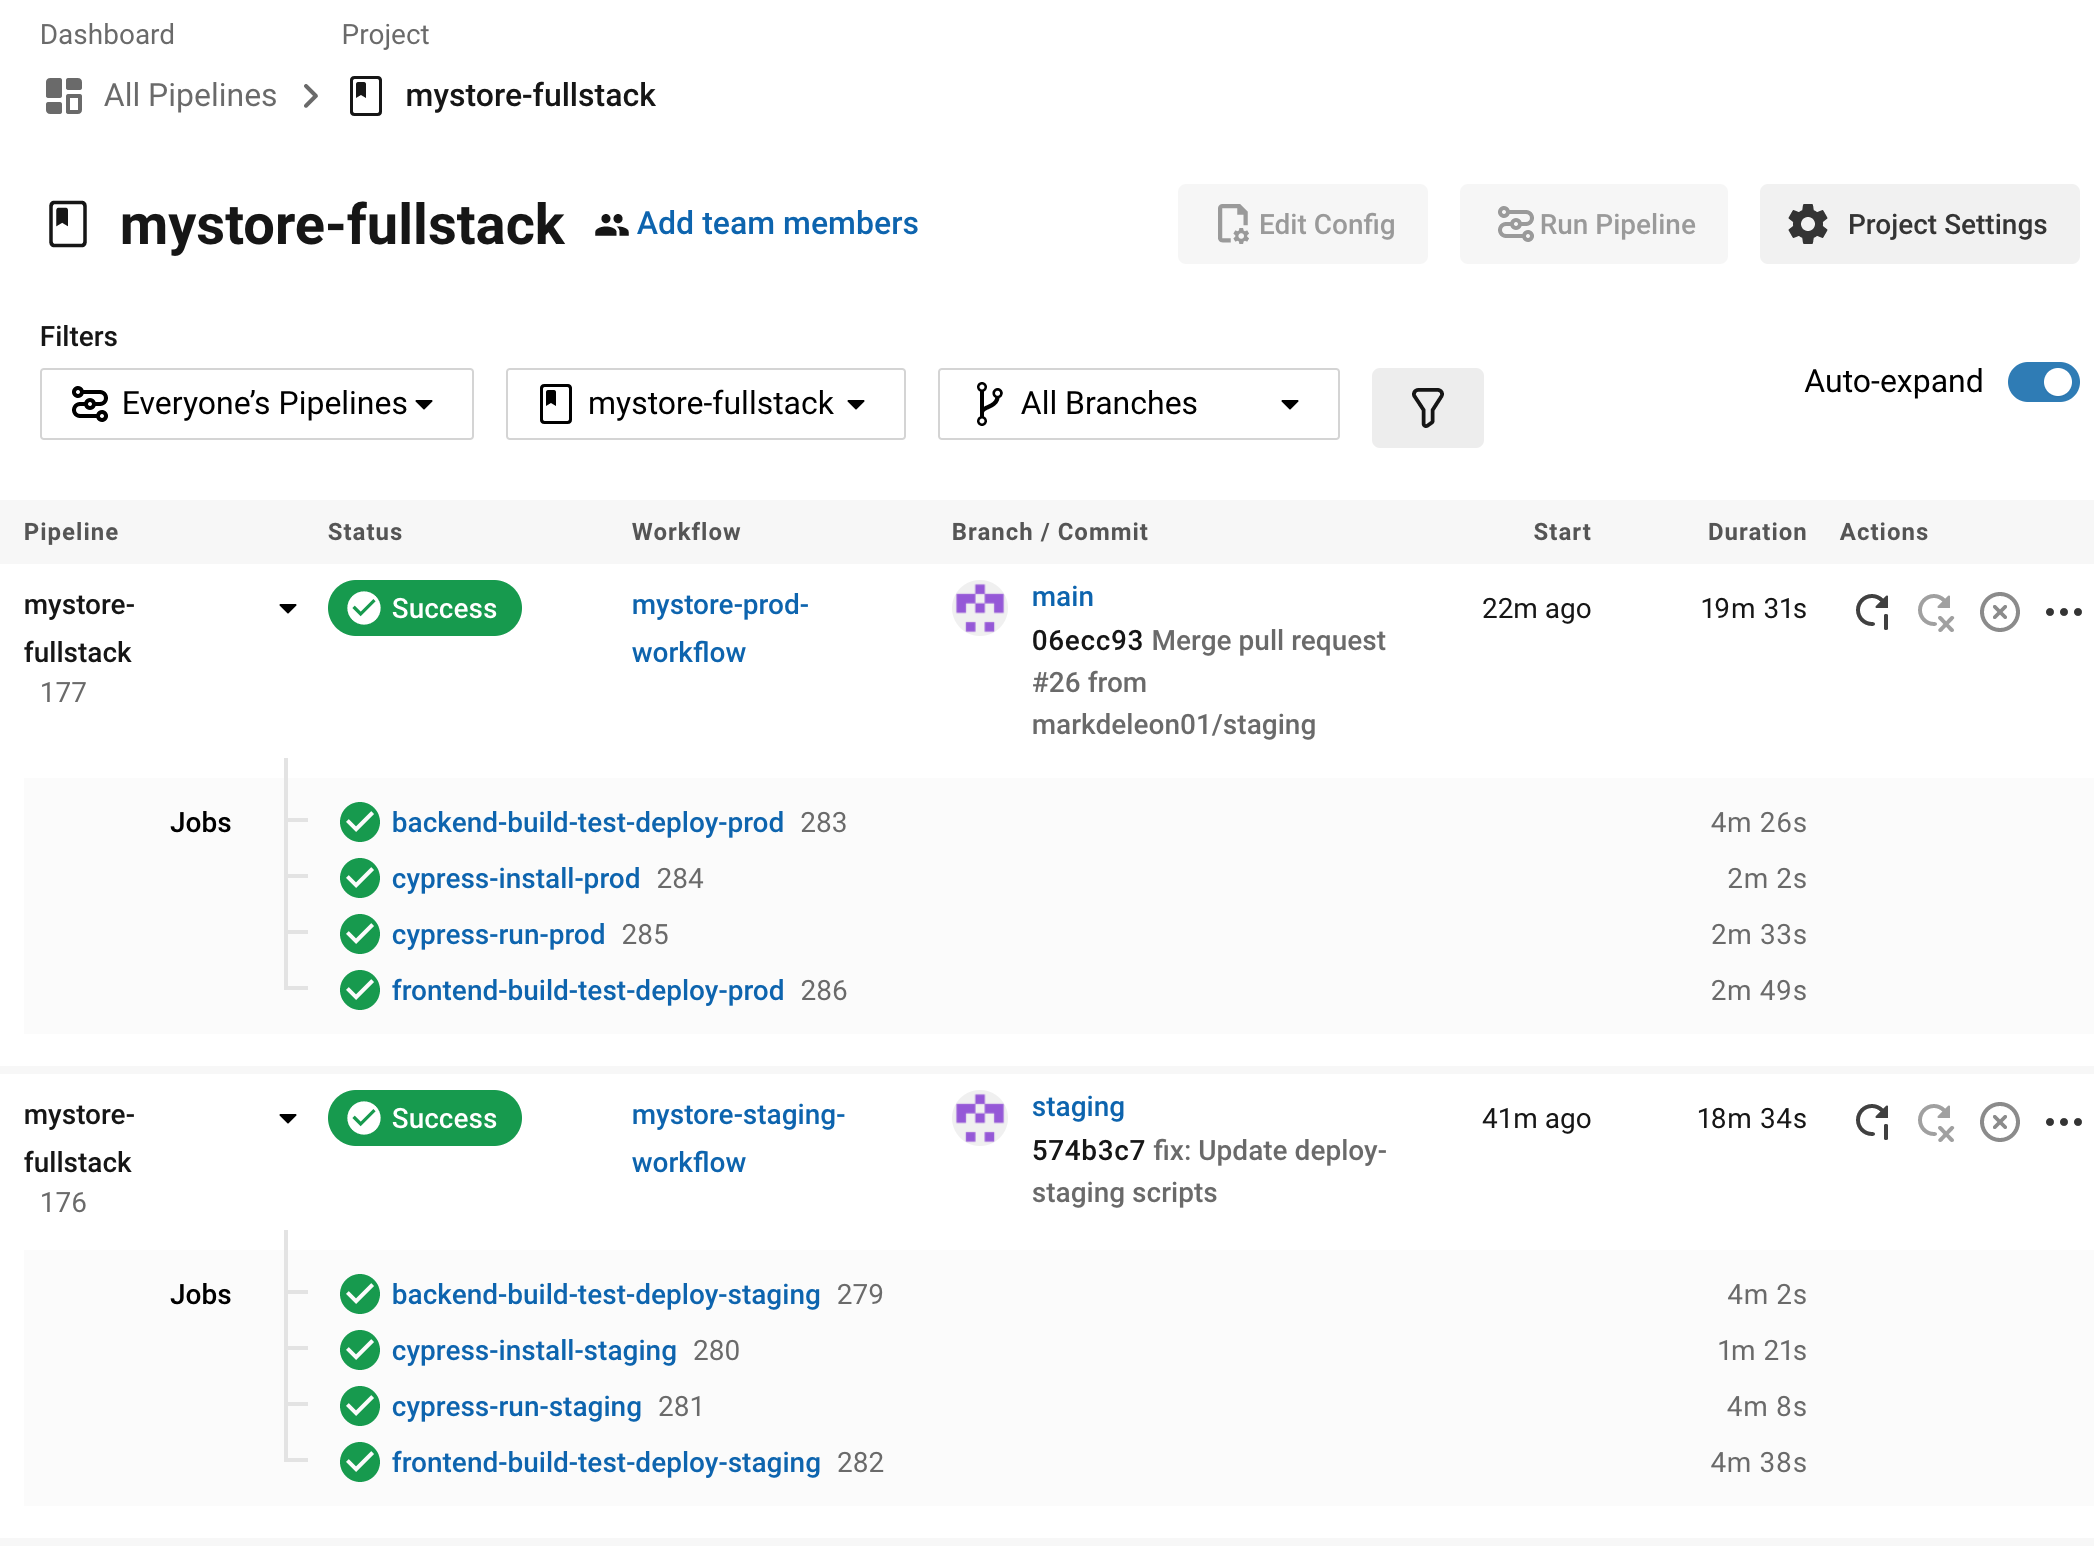 Dashboard
Project
All Pipelines
mystore-fullstack
mystore-fullstack
Add team members
Edit Config
Run Pipeline
Project Settings
Filters
Everyone’s Pipelines
mystore-fullstack
All Branches
Auto-expand
Pipeline Status Workflow Branch / Commit Start Duration Actions
mystore-
fullstack
177
Success
mystore-prod-
workflow
main
06ecc93 Merge pull request
#26 from
markdeleon01/staging
22m ago
19m 31s
Jobs
backend-build-test-deploy-prod 283 4m 26s
cypress-install-prod 284 2m 2s
cypress-run-prod 285 2m 33s
frontend-build-test-deploy-prod 286 2m 49s
mystore-
fullstack
176
Success
mystore-staging-
workflow
staging
574b3c7 fix: Update deploy-
staging scripts
41m ago
18m 34s
Jobs
backend-build-test-deploy-staging 279 4m 2s
cypress-install-staging 280 1m 21s
cypress-run-staging 281 4m 8s
frontend-build-test-deploy-staging 282 4m 38s